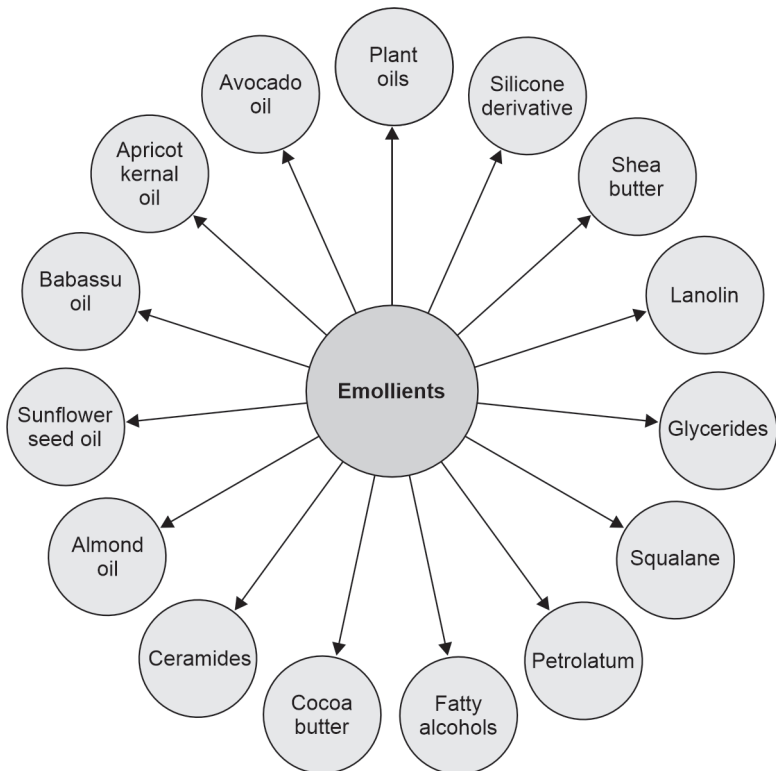 Plant
oils
Silicone
derivative
Shea
butter
Lanolin
Glycerides
Squalane
Petrolatum
Fatty
alcohols
Cocoa
butter
Ceramides
Almond
oil
Sunflower
seed oil
Babassu
oil
Apricot
kernal
oil
Avocado
oil
Emollients